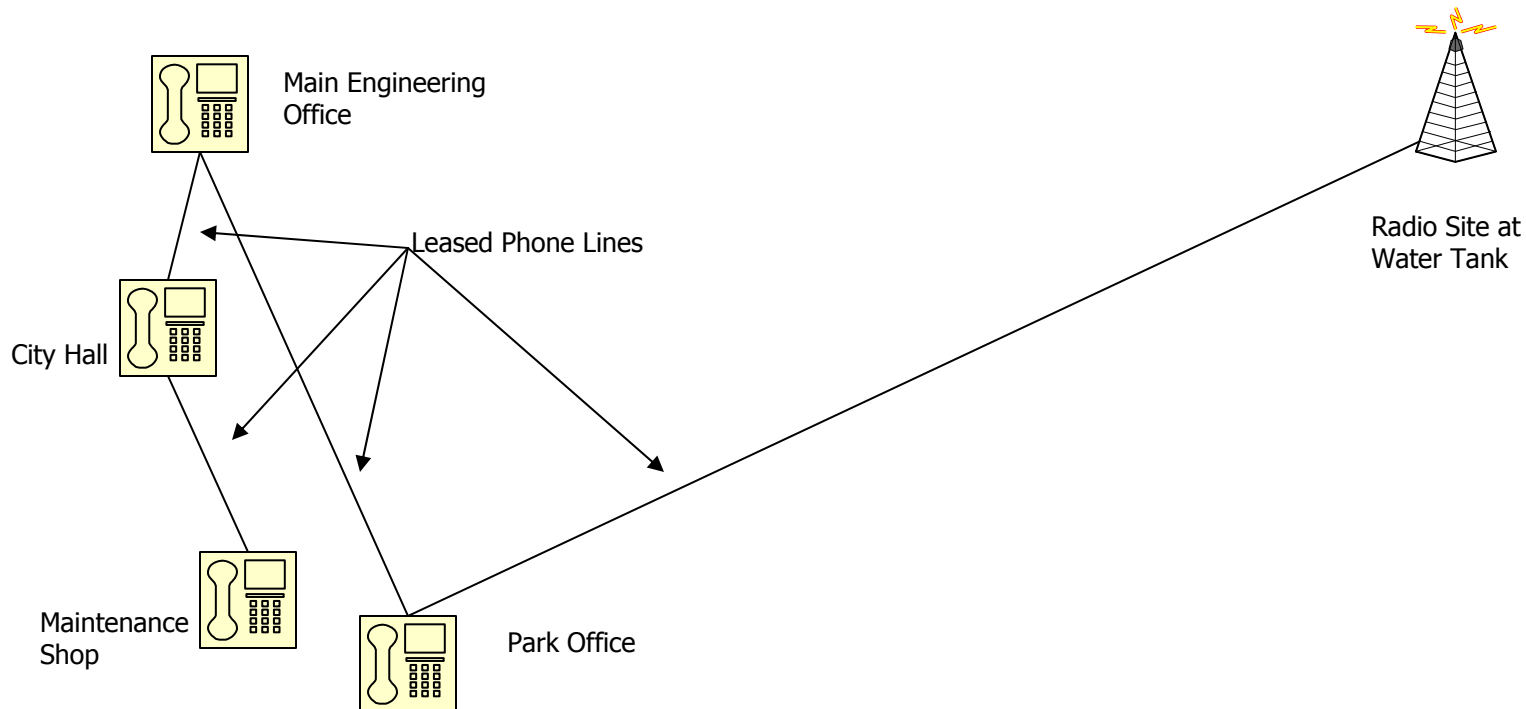 Main Engineering
Office
Leased Phone Lines
Radio Site at
Water Tank
City Hall
Maintenance
Shop
Park Office